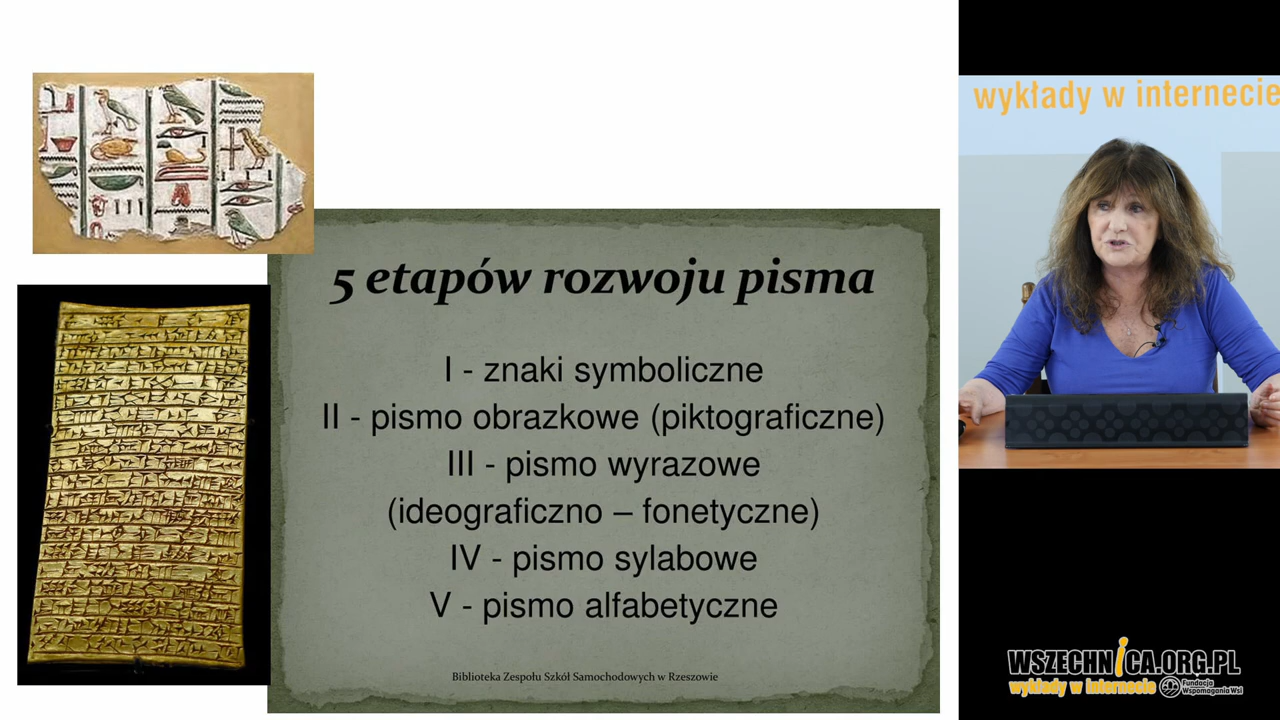 5 etapów rozwoju pisma
I - znaki symboliczne
II - pismo obrazkowe (piktograficzne)
III - pismo wyrazowe
(ideograficzno – fonetyczne)
IV - pismo sylabowe
V - pismo alfabetyczne
Biblioteka Zespołu Szkół Samochodowych w Rzeszowie
wykłady w internecie
WSZECHNICA.ORG.PL
wykłady w internecie
Fundacja
Wspomagania Wsi